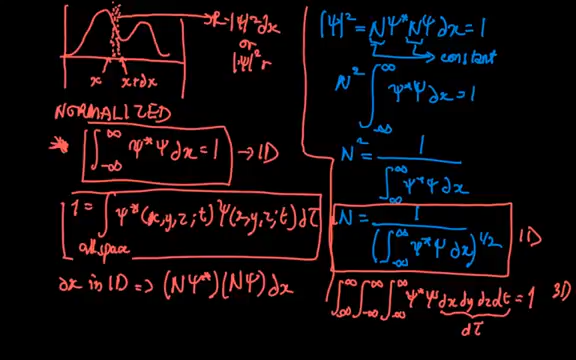 P = |ψ|²dx
or
|ψ|² r
x x+dx
NORMALIZED
∫_{-∞}^{∞} ψ*ψ dx = 1 → 1D
1 = ∫ ψ*(x,y,z;t) ψ(x,y,z;t) dτ
all space
dx in 1D => (Nψ*)(Nψ)dx
|ψ|² = Nψ* Nψ dx = 1
→ constant
N² ∫_{-∞}^{∞} ψ*ψ dx = 1
N² = 1 / ∫_{-∞}^{∞} ψ*ψ dx
N = 1 / (∫_{-∞}^{∞} ψ*ψ dx)^{1/2} 1D
∫_{-∞}^{∞} ∫_{-∞}^{∞} ∫_{-∞}^{∞} ψ*ψ dx dy dz dt = 1 3D
dτ